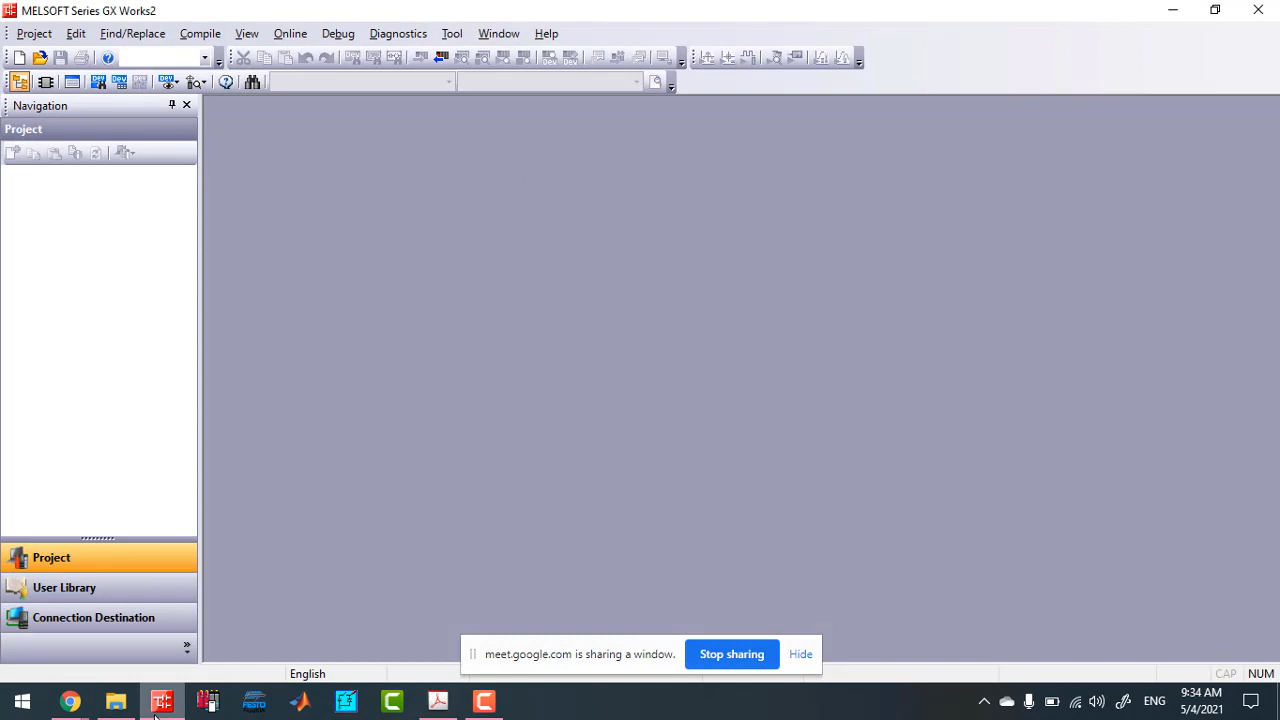 MELSOFT Series GX Works2
Project Edit Find/Replace Compile View Online Debug Diagnostics Tool Window Help
Navigation
Project
Project
User Library
Connection Destination
meet.google.com is sharing a window. Stop sharing Hide
English CAP NUM
FESTO
ENG
9:34 AM
5/4/2021